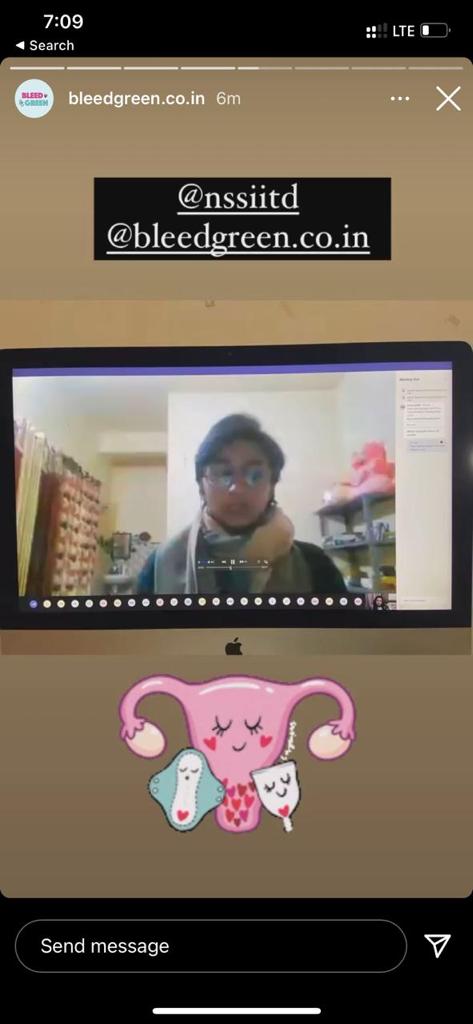 7:09
LTE
◀ Search
BLEED
GREEN
bleedgreen.co.in 6m
@nssiitd
@bleedgreen.co.in
Send message